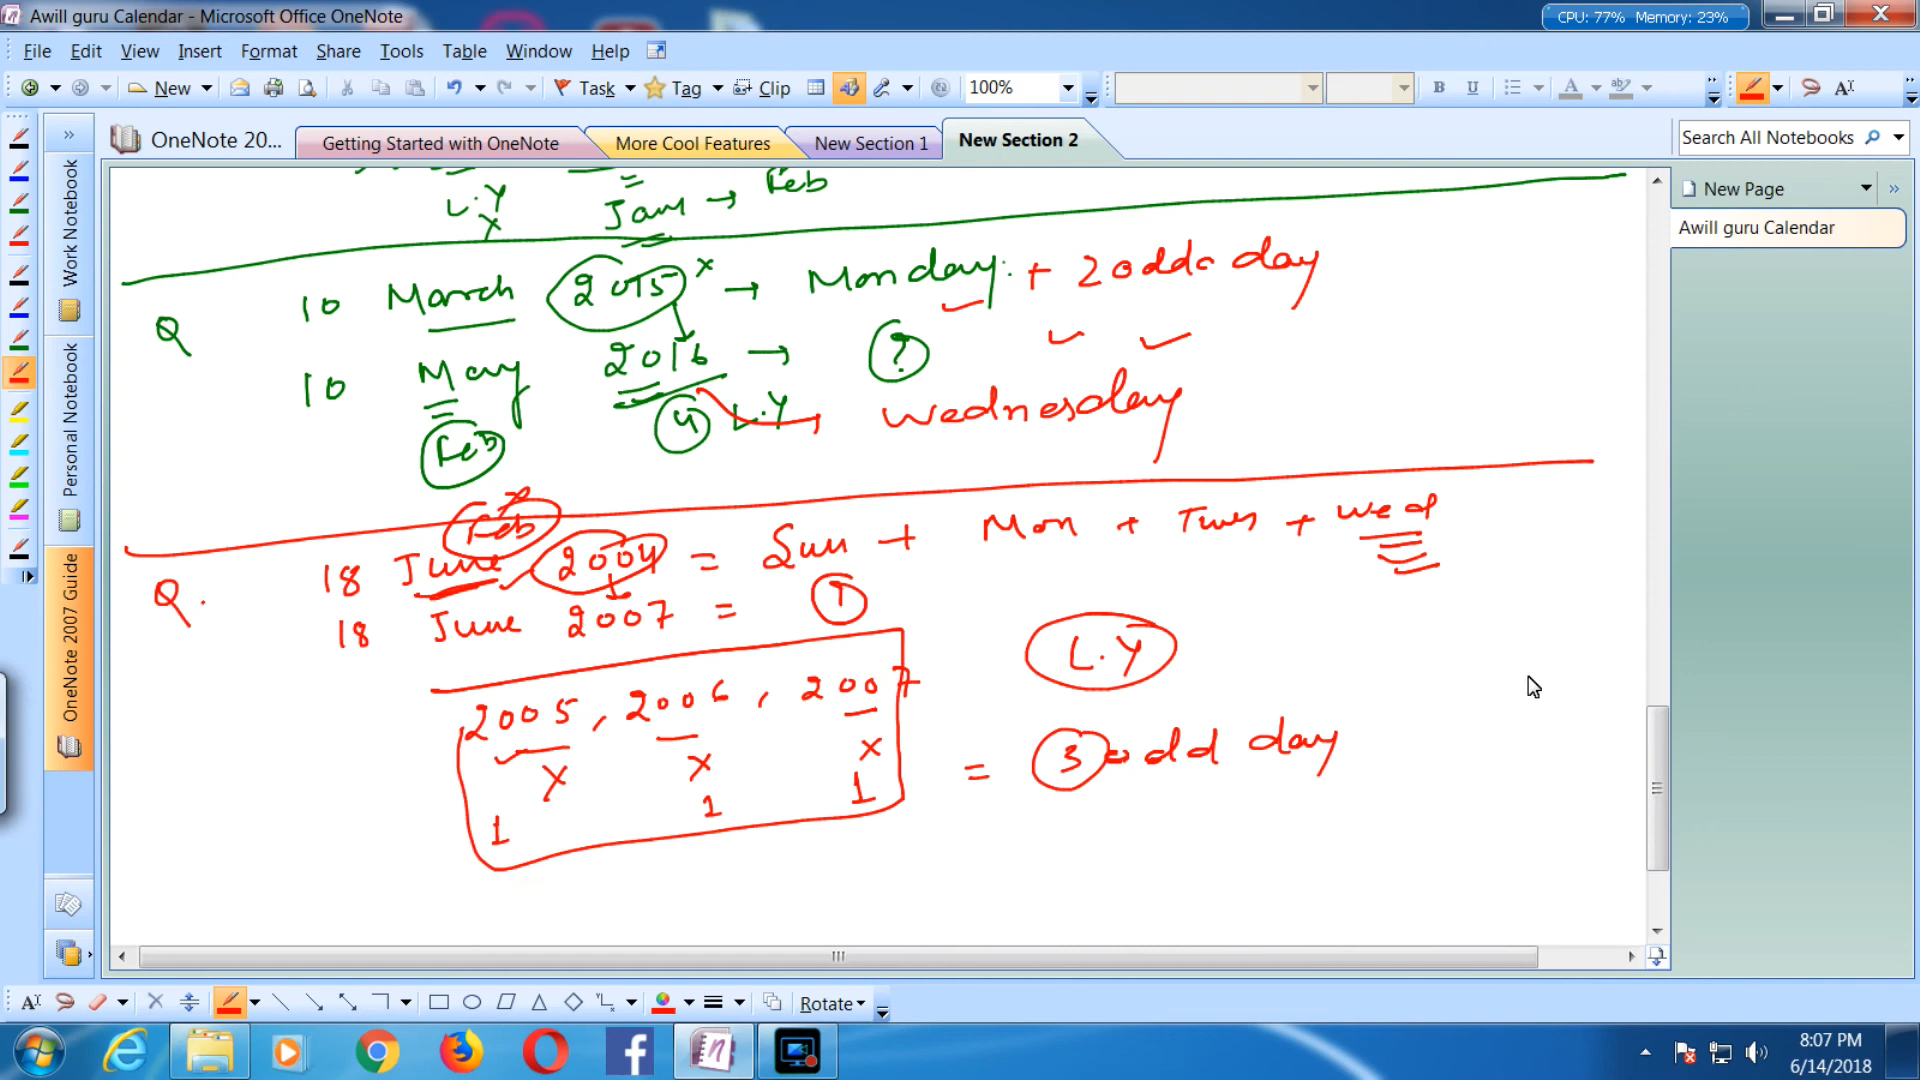 Awill guru Calendar - Microsoft Office OneNote
CPU: 77% Memory: 23%
File Edit View Insert Format Share Tools Table Window Help
New Task Tag Clip 100% B U
OneNote 20... Getting Started with OneNote More Cool Features New Section 1 New Section 2
Search All Notebooks
New Page
Awill guru Calendar
Work Notebook
Personal Notebook
OneNote 2007 Guide
L.Y Jan → Feb
X
Q 10 March 2015 x → Monday + 2 odd day
10 May 2016 → ?
Feb 4 L.Y Wednesday
Feb x
Q. 18 June 2004 = Sun + Mon + Tues + Wed
18 June 2007 = ?
L.Y
2005, 2006, 2007
X X X
1 1 1 = 3 odd day
Rotate
8:07 PM
6/14/2018